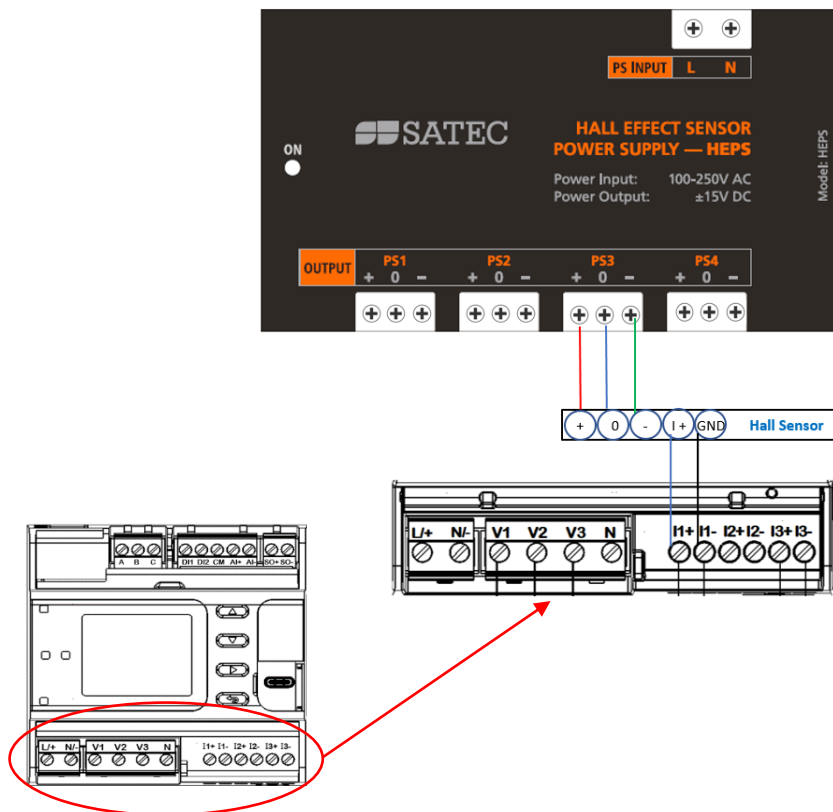 PS INPUT L N
SATEC
HALL EFFECT SENSOR
POWER SUPPLY — HEPS
Power Input: 100-250V AC
Power Output: ±15V DC
Model: HEPS
ON
OUTPUT
PS1 PS2 PS3 PS4
+ 0 - + 0 - + 0 - + 0 -
+ 0 - I+ GND Hall Sensor
L/+ N/- V1 V2 V3 N I1+ I1- I2+ I2- I3+ I3-
A B C DI1 DI2 CM AI+ AI- SO+ SO-
L/+ N/- V1 V2 V3 N I1+ I1- I2+ I2- I3+ I3-